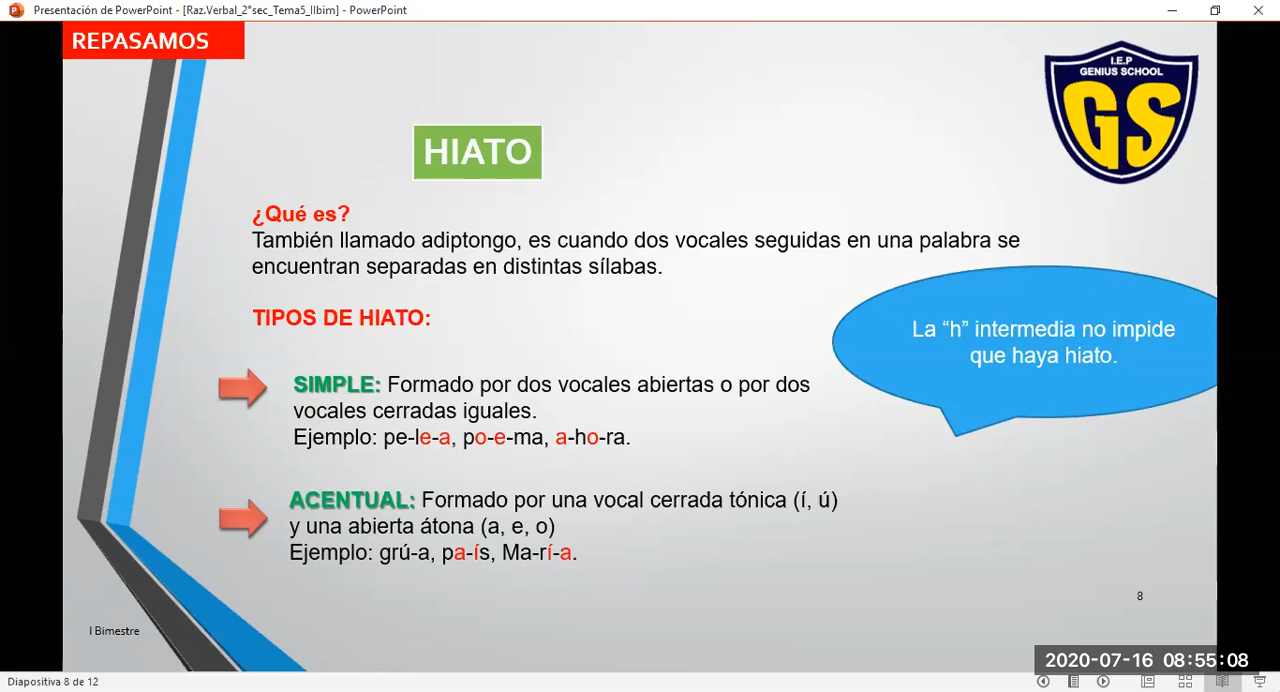 Presentación de PowerPoint - [Raz.Verbal_2°sec_Tema5_IIbim] - PowerPoint
REPASAMOS
I.E.P
GENIUS SCHOOL
GS
HIATO
¿Qué es?
También llamado adiptongo, es cuando dos vocales seguidas en una palabra se
encuentran separadas en distintas sílabas.
TIPOS DE HIATO:
La “h” intermedia no impide
que haya hiato.
SIMPLE: Formado por dos vocales abiertas o por dos
vocales cerradas iguales.
Ejemplo: pe-le-a, po-e-ma, a-ho-ra.
ACENTUAL: Formado por una vocal cerrada tónica (í, ú)
y una abierta átona (a, e, o)
Ejemplo: grú-a, pa-ís, Ma-rí-a.
8
I Bimestre
2020-07-16 08:55:08
Diapositiva 8 de 12